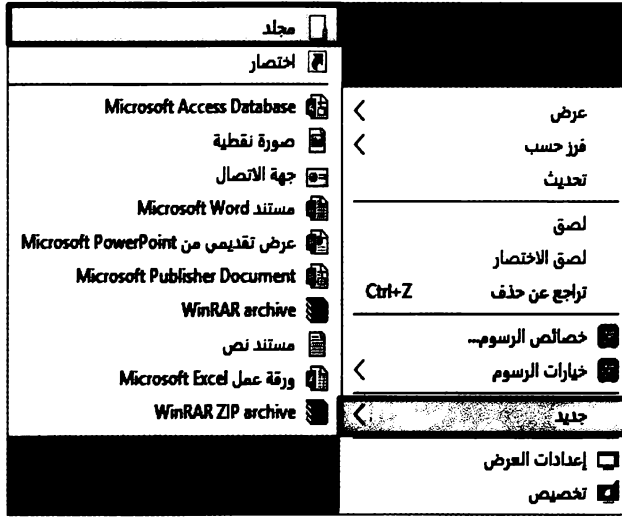 عرض
فرز حسب
تحديث
لصق
لصق الاختصار
تراجع عن حذف Ctrl+Z
خصائص الرسوم...
خيارات الرسوم
جديد
إعدادات العرض
تخصيص
مجلد
اختصار
Microsoft Access Database
صورة نقطية
جهة الاتصال
مستند Microsoft Word
عرض تقديمي من Microsoft PowerPoint
Microsoft Publisher Document
WinRAR archive
مستند نص
ورقة عمل Microsoft Excel
WinRAR ZIP archive